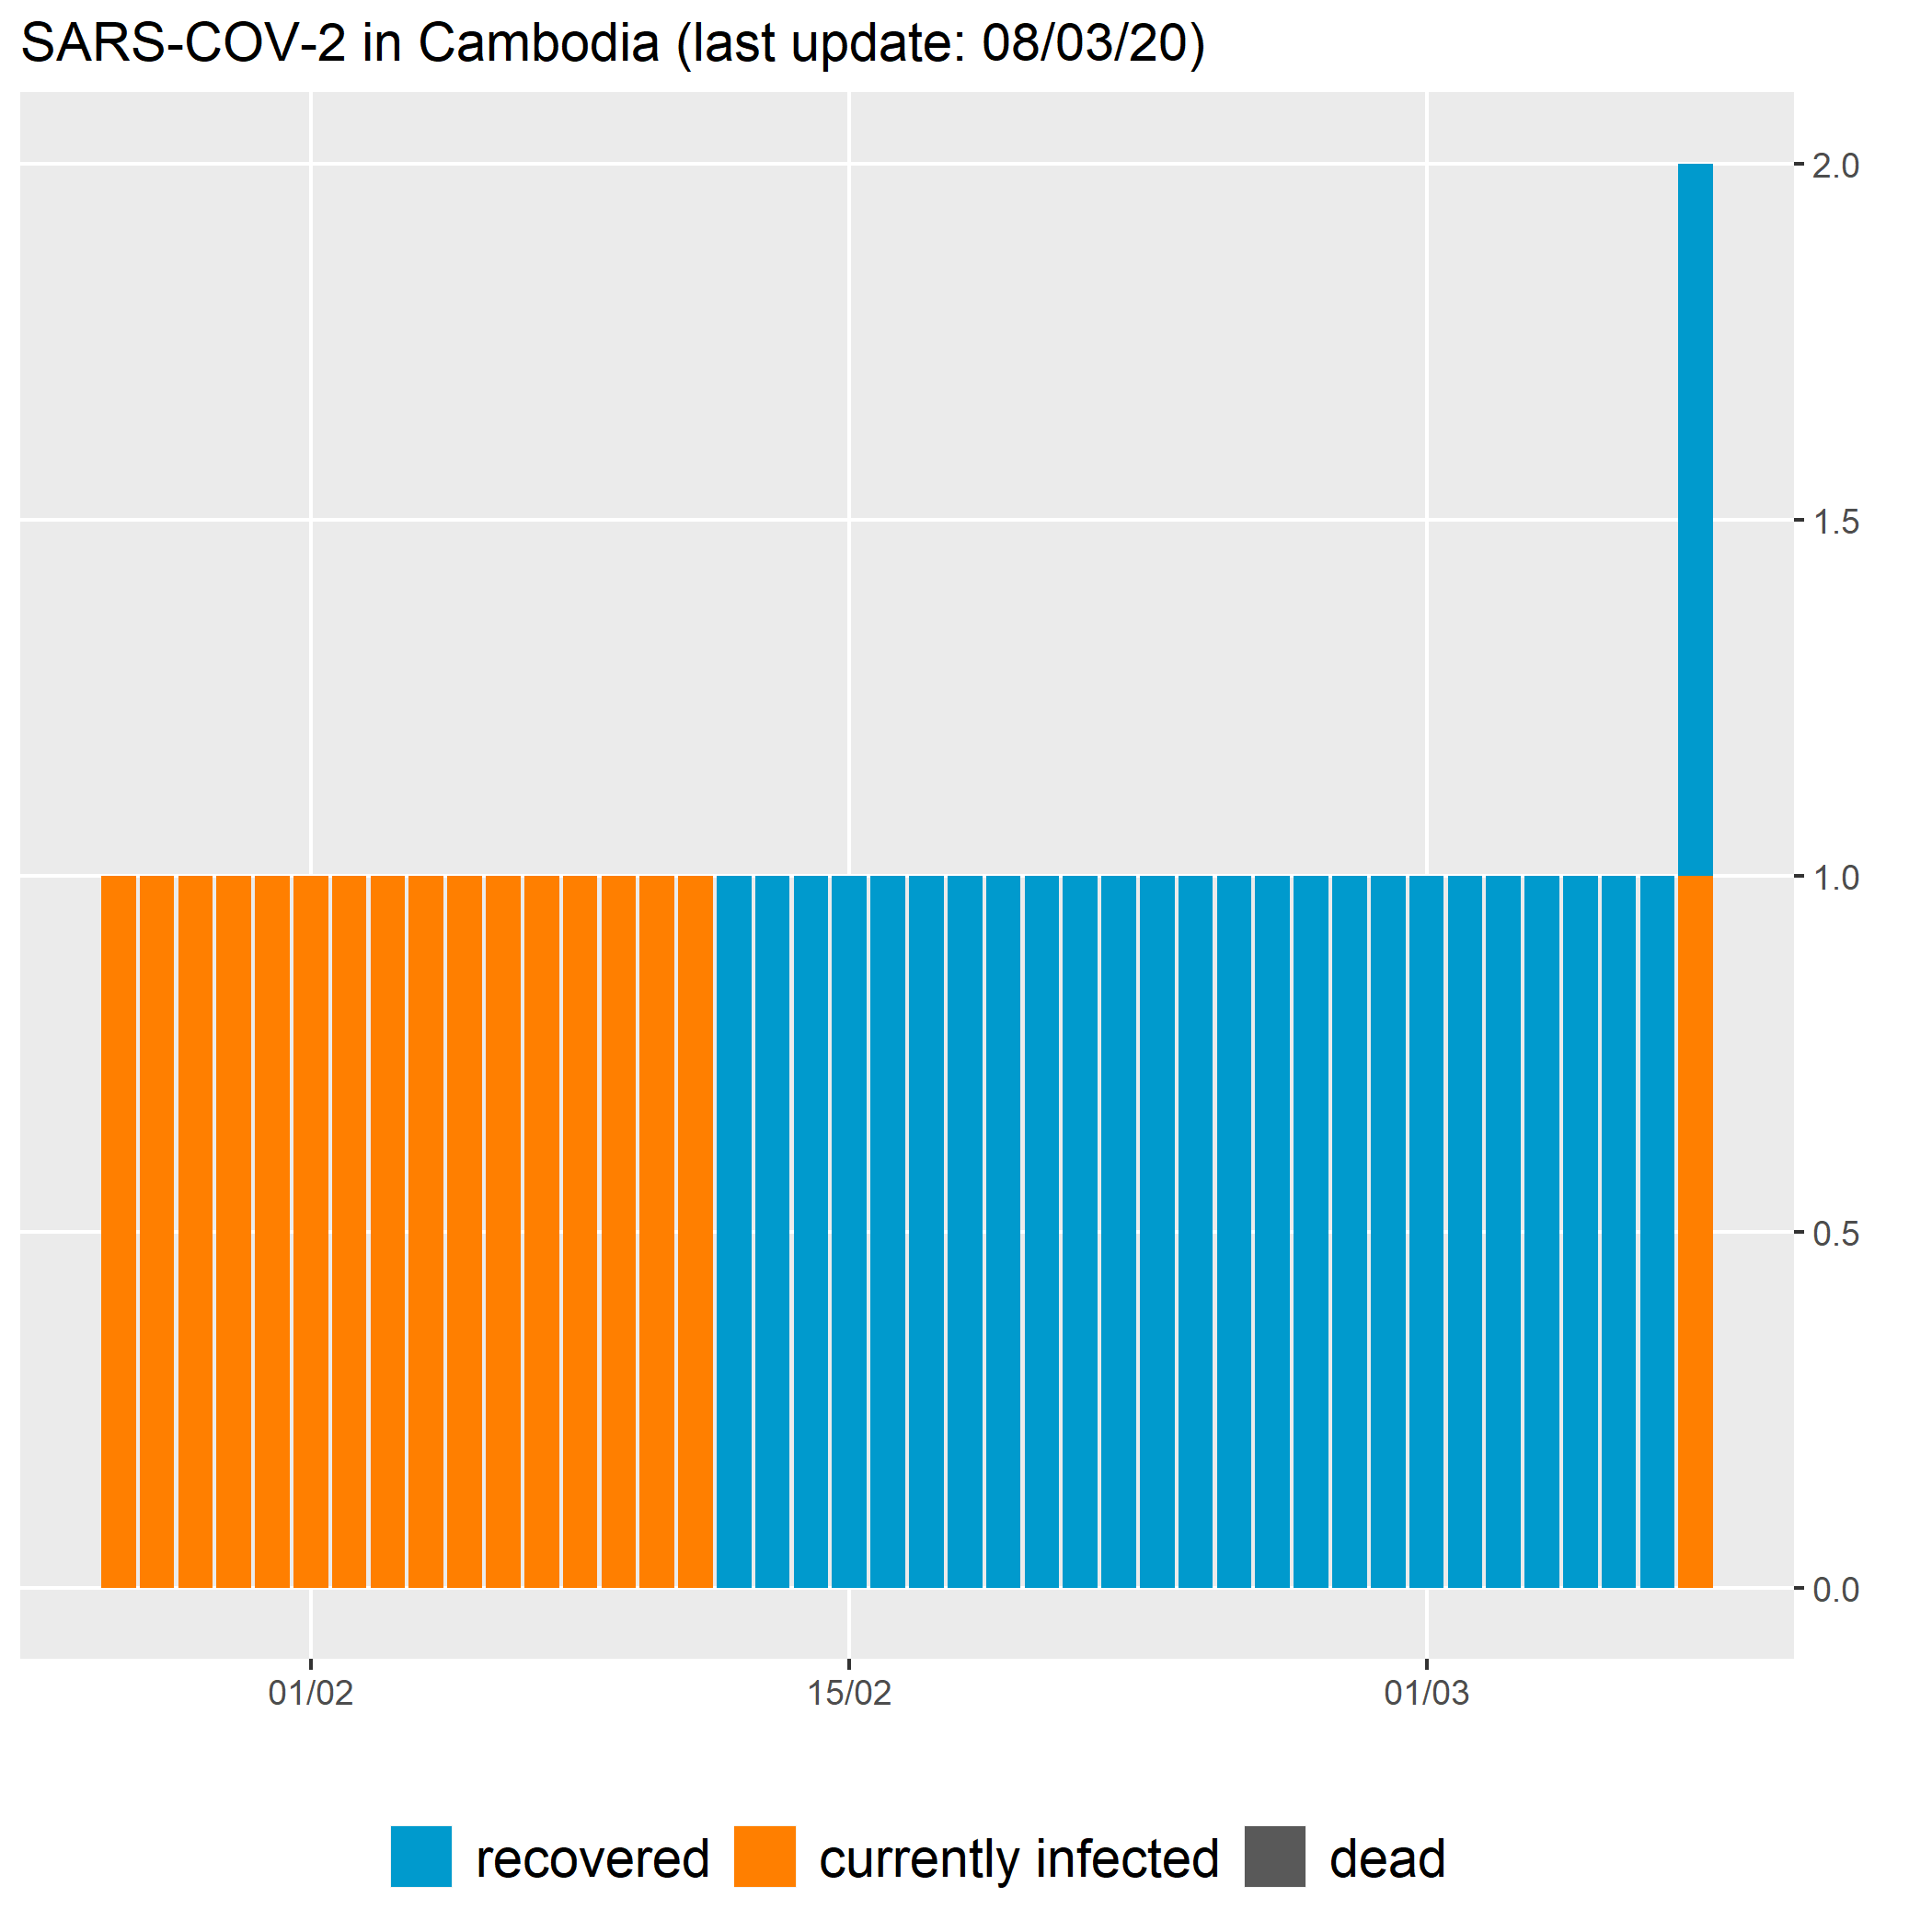 SARS-COV-2 in Cambodia (last update: 08/03/20)
2.0
1.5
1.0
0.5
0.0
01/02 15/02 01/03
recovered currently infected dead